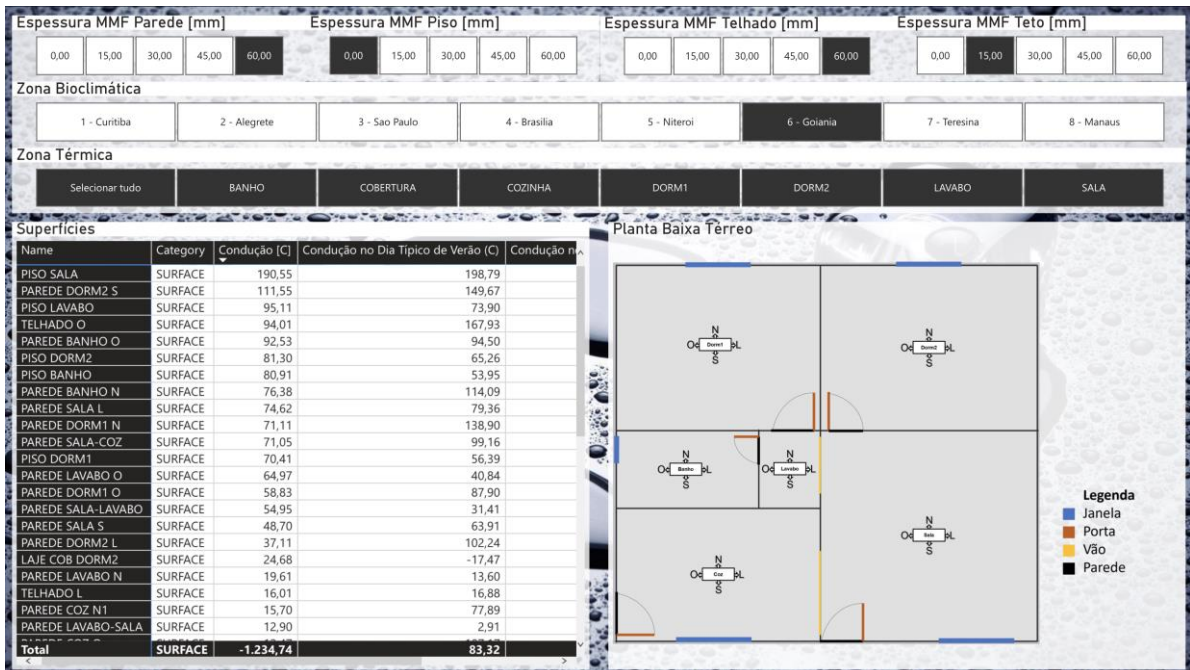 Espessura MMF Parede [mm] Espessura MMF Piso [mm] Espessura MMF Telhado [mm] Espessura MMF Teto [mm]
0,00 15,00 30,00 45,00 60,00 0,00 15,00 30,00 45,00 60,00 0,00 15,00 30,00 45,00 60,00 0,00 15,00 30,00 45,00 60,00
Zona Bioclimática
1 - Curitiba 2 - Alegrete 3 - Sao Paulo 4 - Brasilia 5 - Niteroi 6 - Goiania 7 - Teresina 8 - Manaus
Zona Térmica
Selecionar tudo BANHO COBERTURA COZINHA DORM1 DORM2 LAVABO SALA
Superfícies
Name Category Condução [C] Condução no Dia Típico de Verão (C) Condução n
PISO SALA SURFACE 190,55 198,79
PAREDE DORM2 S SURFACE 111,55 149,67
PISO LAVABO SURFACE 95,11 73,90
TELHADO O SURFACE 94,01 167,93
PAREDE BANHO O SURFACE 92,53 94,50
PISO DORM2 SURFACE 81,30 65,26
PISO BANHO SURFACE 80,91 53,95
PAREDE BANHO N SURFACE 76,38 114,09
PAREDE SALA L SURFACE 74,62 79,36
PAREDE DORM1 N SURFACE 71,11 138,90
PAREDE SALA-COZ SURFACE 71,05 99,16
PISO DORM1 SURFACE 70,41 56,39
PAREDE LAVABO O SURFACE 64,97 40,84
PAREDE DORM1 O SURFACE 58,83 87,90
PAREDE SALA-LAVABO SURFACE 54,95 31,41
PAREDE SALA S SURFACE 48,70 63,91
PAREDE DORM2 L SURFACE 37,11 102,24
LAJE COB DORM2 SURFACE 24,68 -17,47
PAREDE LAVABO N SURFACE 19,61 13,60
TELHADO L SURFACE 16,01 16,88
PAREDE COZ N1 SURFACE 15,70 77,89
PAREDE LAVABO-SALA SURFACE 12,90 2,91
Total SURFACE -1.234,74 83,32
Planta Baixa Térreo
N
O Dorm1 L
S
N
O Dorm2 L
S
N
O Banho L
S
N
O Lavabo L
S
N
O Sala L
S
N
O Coz L
S
Legenda
Janela
Porta
Vão
Parede